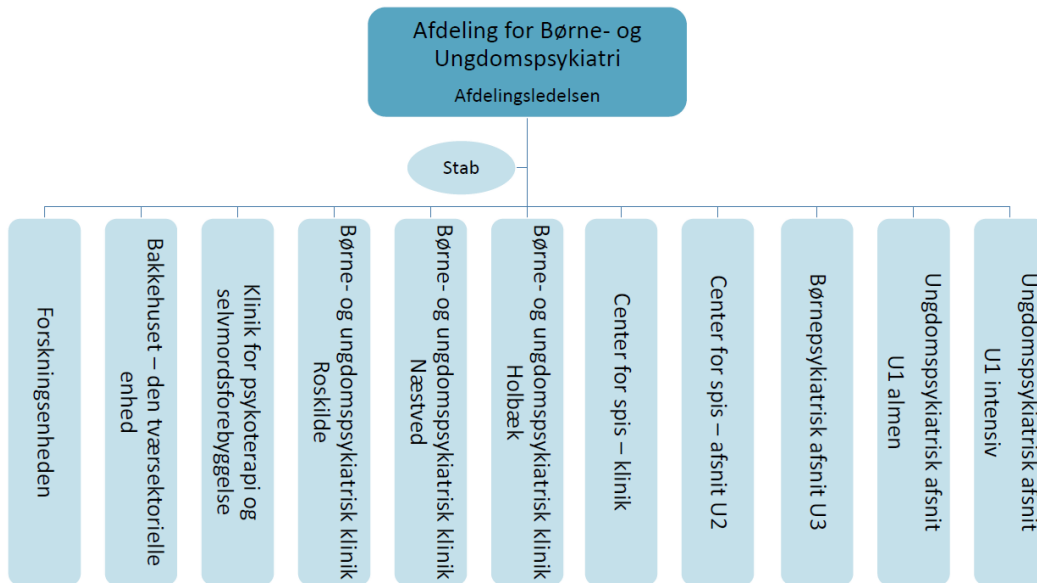 Afdeling for Børne- og
Ungdomspsykiatri
Afdelingsledelsen
Stab
Forskningsenheden
Bakkehuset – den tværsektorielle
enhed
Klinik for psykoterapi og
selvmordsforebyggelse
Børne- og ungdomspsykiatrisk klinik
Roskilde
Børne- og ungdomspsykiatrisk klinik
Næstved
Børne- og ungdomspsykiatrisk klinik
Holbæk
Center for spis – klinik
Center for spis – afsnit U2
Børnepsykiatrisk afsnit U3
Ungdomspsykiatrisk afsnit
U1 almen
Ungdomspsykiatrisk afsnit
U1 intensiv